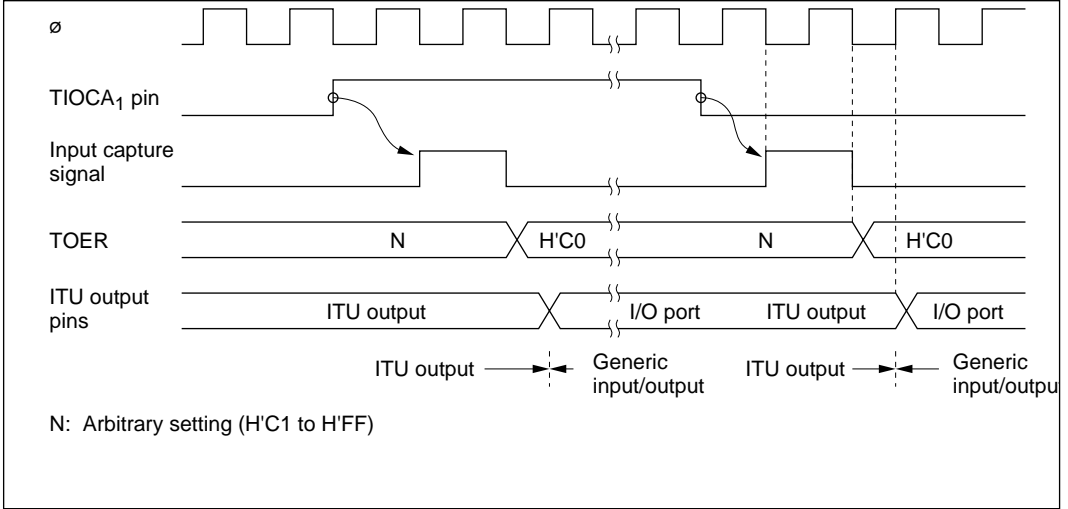 ø
TIOCA1 pin
Input capture
signal
TOER N H'C0 N H'C0
ITU output
pins
ITU output I/O port ITU output I/O port
ITU output Generic
input/output
ITU output Generic
input/outpu
N: Arbitrary setting (H'C1 to H'FF)